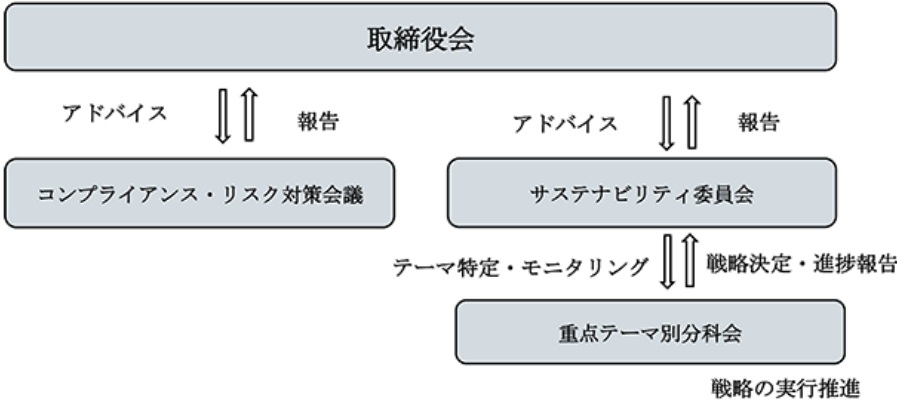 取締役会
アドバイス
報告
アドバイス
報告
コンプライアンス・リスク対策会議
サステナビリティ委員会
テーマ特定・モニタリング
戦略決定・進捗報告
重点テーマ別分科会
戦略の実行推進